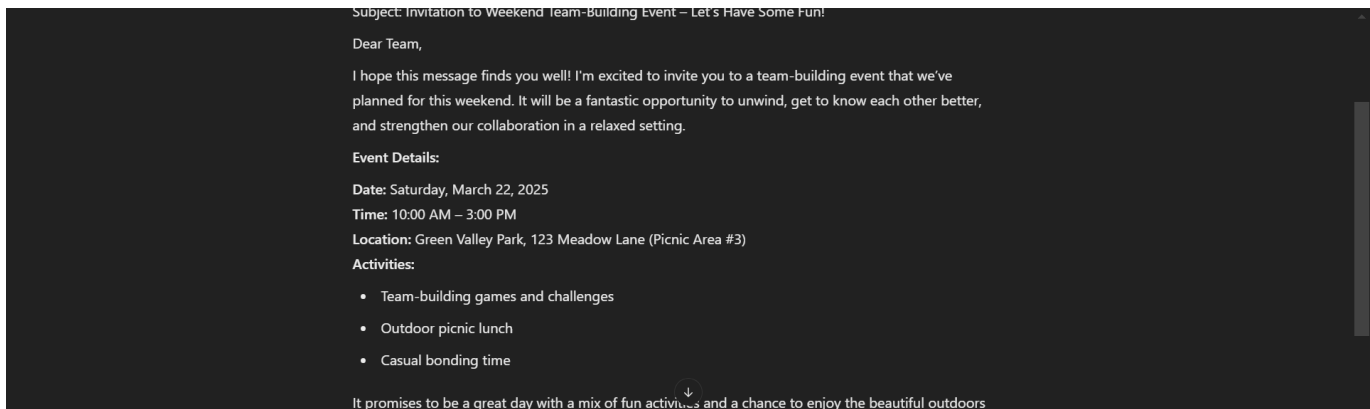 Subject: Invitation to Weekend Team-Building Event – Let's Have Some Fun!
Dear Team,
I hope this message finds you well! I'm excited to invite you to a team-building event that we've
planned for this weekend. It will be a fantastic opportunity to unwind, get to know each other better,
and strengthen our collaboration in a relaxed setting.
Event Details:
Date: Saturday, March 22, 2025
Time: 10:00 AM – 3:00 PM
Location: Green Valley Park, 123 Meadow Lane (Picnic Area #3)
Activities:
• Team-building games and challenges
• Outdoor picnic lunch
• Casual bonding time
It promises to be a great day with a mix of fun activities and a chance to enjoy the beautiful outdoors